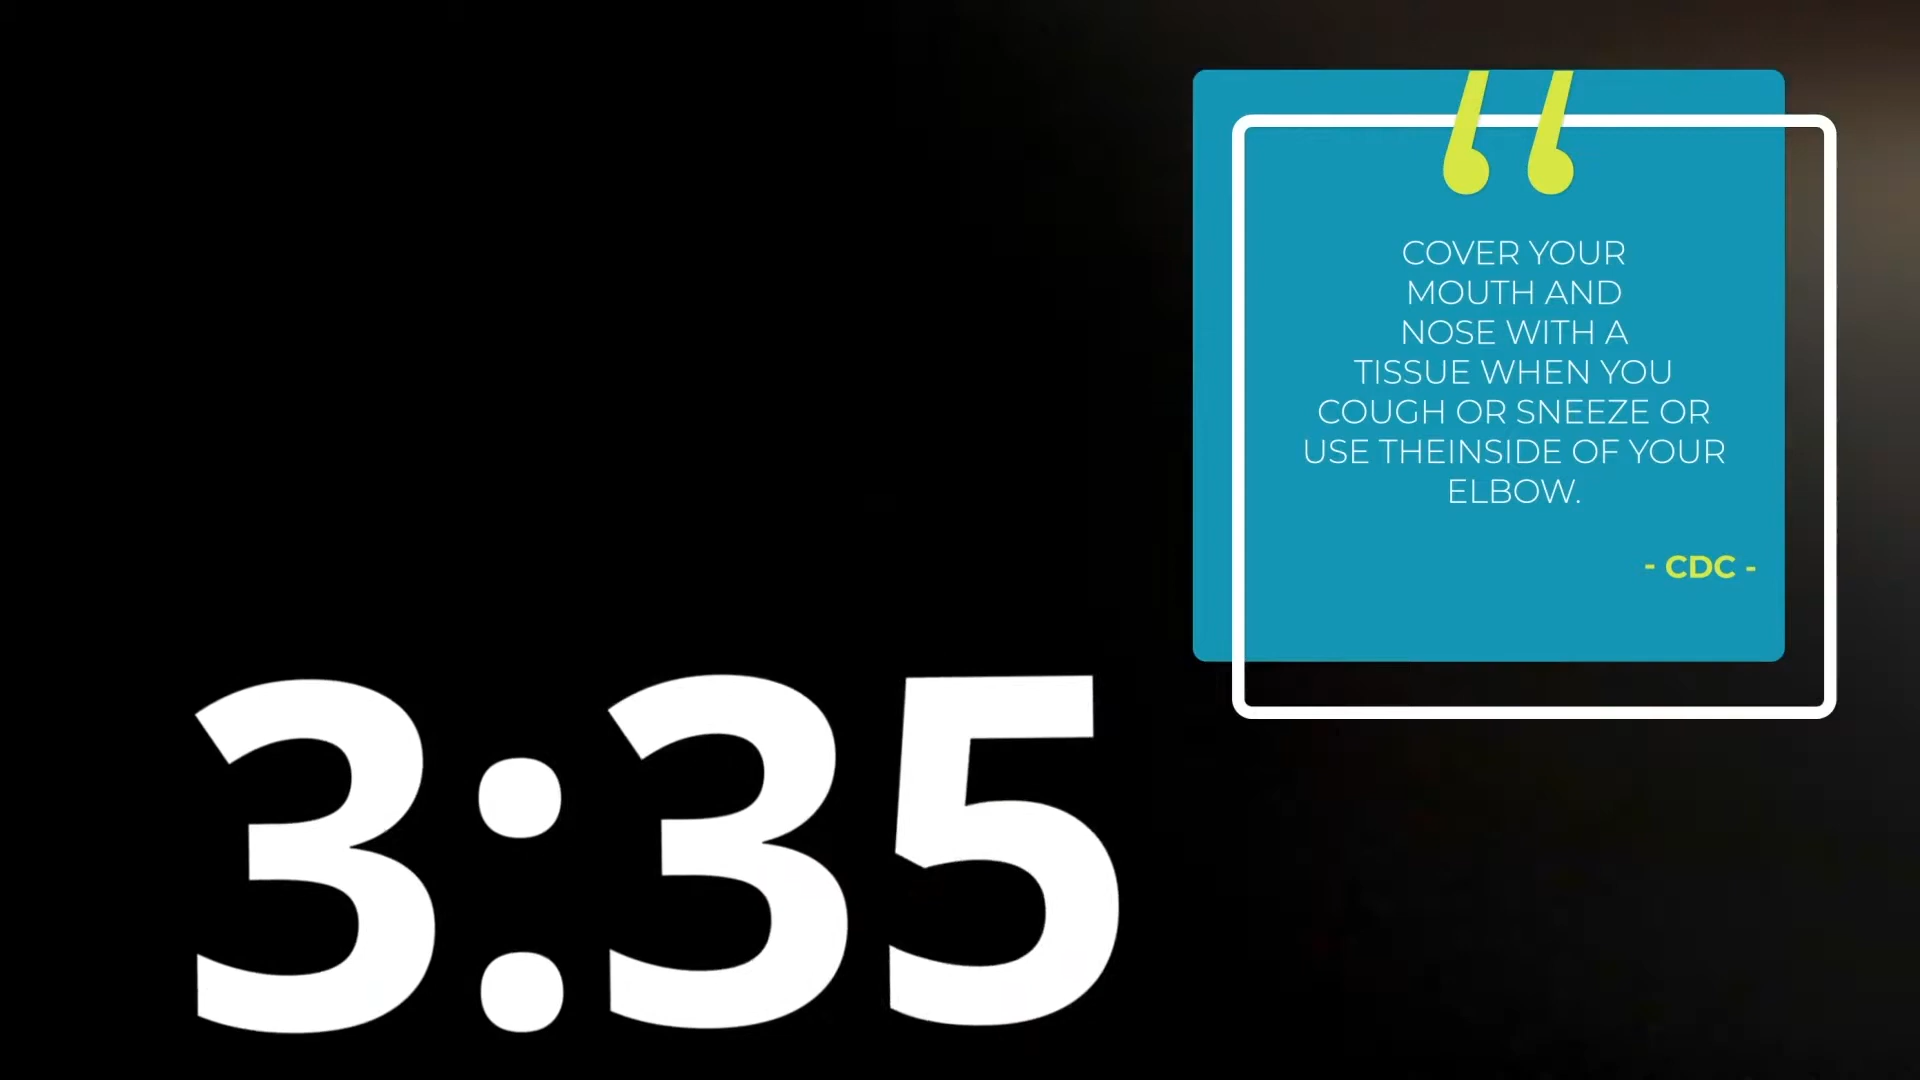 COVER YOUR
MOUTH AND
NOSE WITH A
TISSUE WHEN YOU
COUGH OR SNEEZE OR
USE THEINSIDE OF YOUR
ELBOW.
- CDC -
3:35